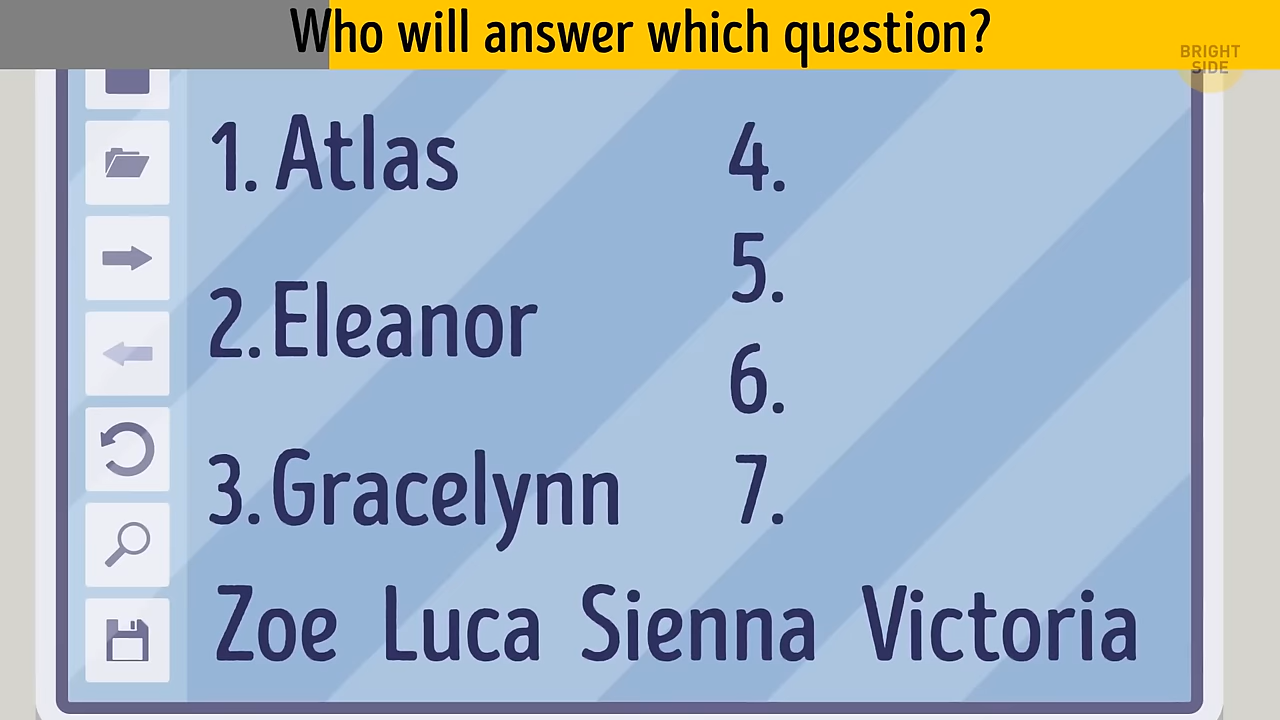 Who will answer which question?
BRIGHT
SIDE
1. Atlas
2. Eleanor
3. Gracelynn
4.
5.
6.
7.
Zoe Luca Sienna Victoria